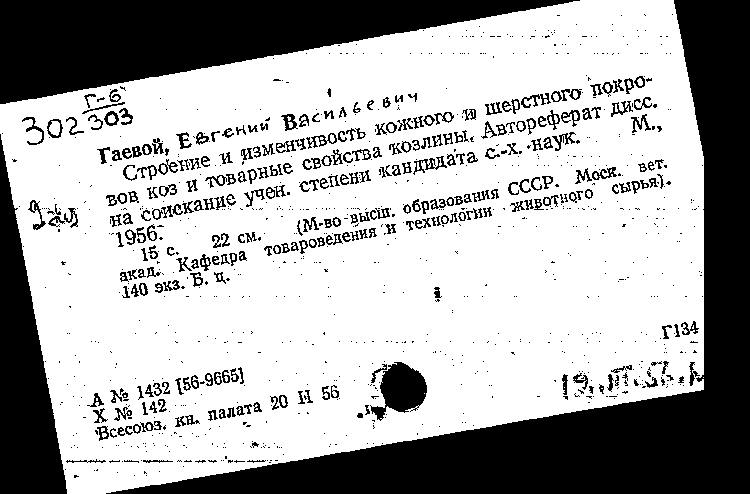 Г-6
302303
Гаевой, Евгений Васильевич
Строение и изменчивость кожного и шерстного покро-
вов коз и товарные свойства козлины. Автореферат дисс.
на соискание учен. степени кандидата с.-х. наук. М.,
1956.
15 с. 22 см. (М-во высш. образования СССР. Моск. вет.
акад. Кафедра товароведения и технологии животного сырья).
140 экз. Б. ц.
Г134
А № 1432 [56-9665]
Х № 142
Всесоюз. кн. палата 20 II 56